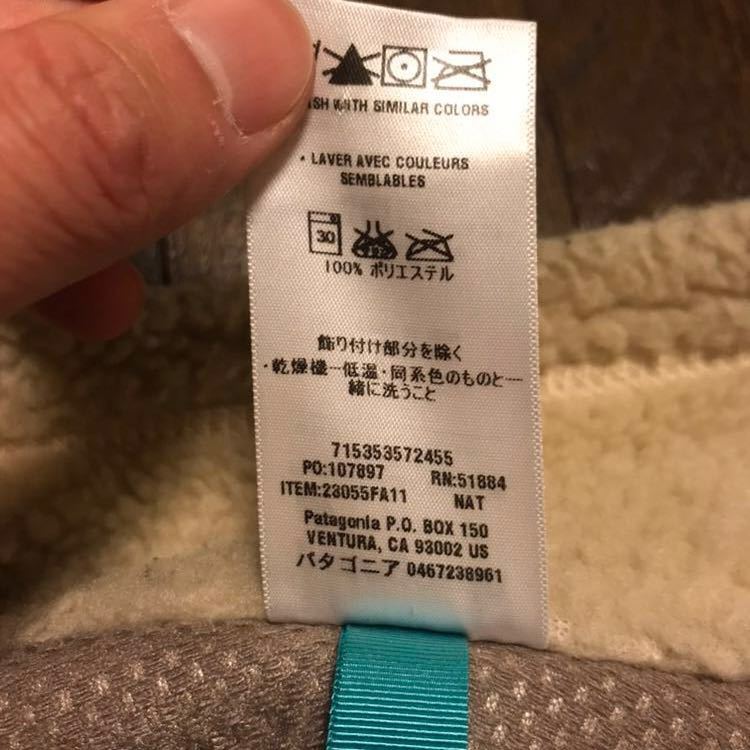 WITH SIMILAR COLORS
• LAVER AVEC COULEURS
SEMBLABLES
30
100% ポリエステル
飾り付け部分を除く
・乾燥機--低温・同系色のものと----
緒に洗うこと
715353572455
PO:107897 RN:51884
ITEM:23055FA11 NAT
Patagonia P.O. BOX 150
VENTURA, CA 93002 US
パタゴニア 0467238961